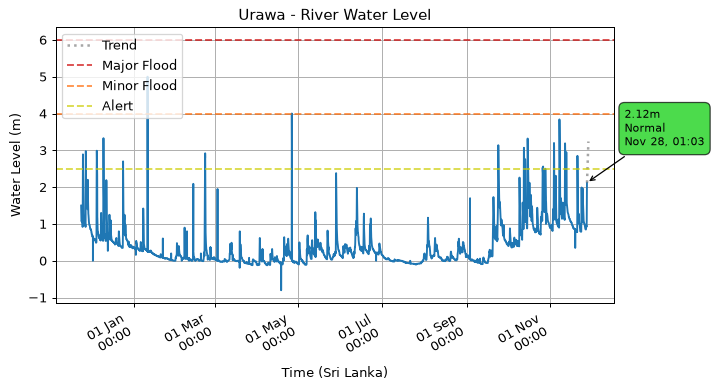 Urawa - River Water Level
6
5
4
3
2
1
0
−1
Water Level (m)
Trend
Major Flood
Minor Flood
Alert
2.12m
Normal
Nov 28, 01:03
01 Jan
00:00
01 Mar
00:00
01 May
00:00
01 Jul
00:00
01 Sep
00:00
01 Nov
00:00
Time (Sri Lanka)